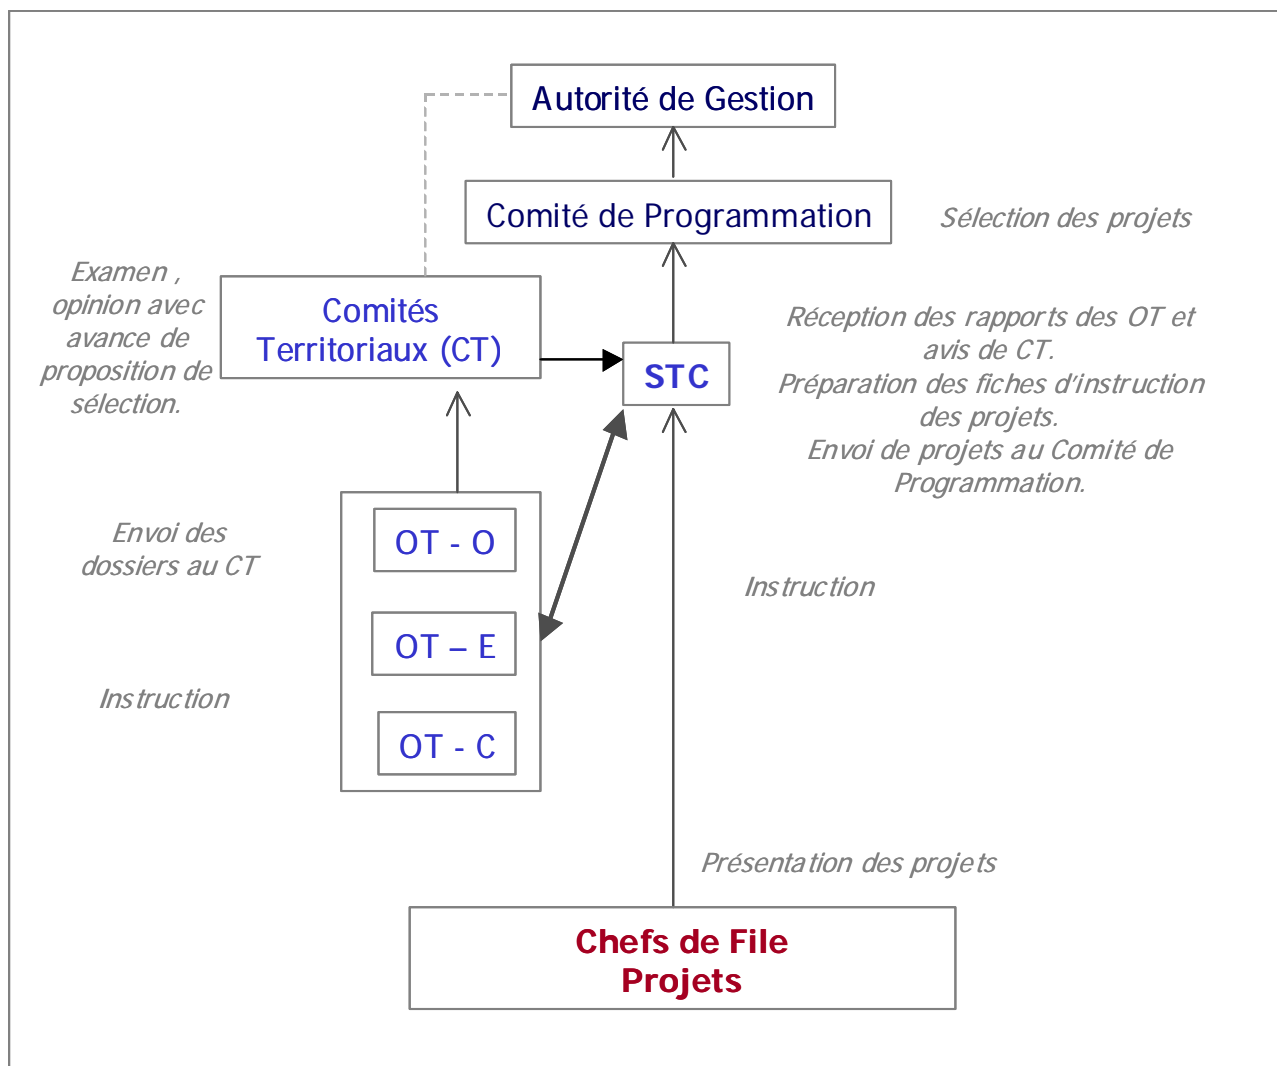 Autorité de Gestion
Comité de Programmation
Sélection des projets
Examen ,
opinion avec
avance de
proposition de
sélection.
Comités
Territoriaux (CT)
STC
Réception des rapports des OT et
avis de CT.
Préparation des fiches d'instruction
des projets.
Envoi de projets au Comité de
Programmation.
Envoi des
dossiers au CT
OT - O
OT – E
OT - C
Instruction
Instruction
Présentation des projets
Chefs de File
Projets